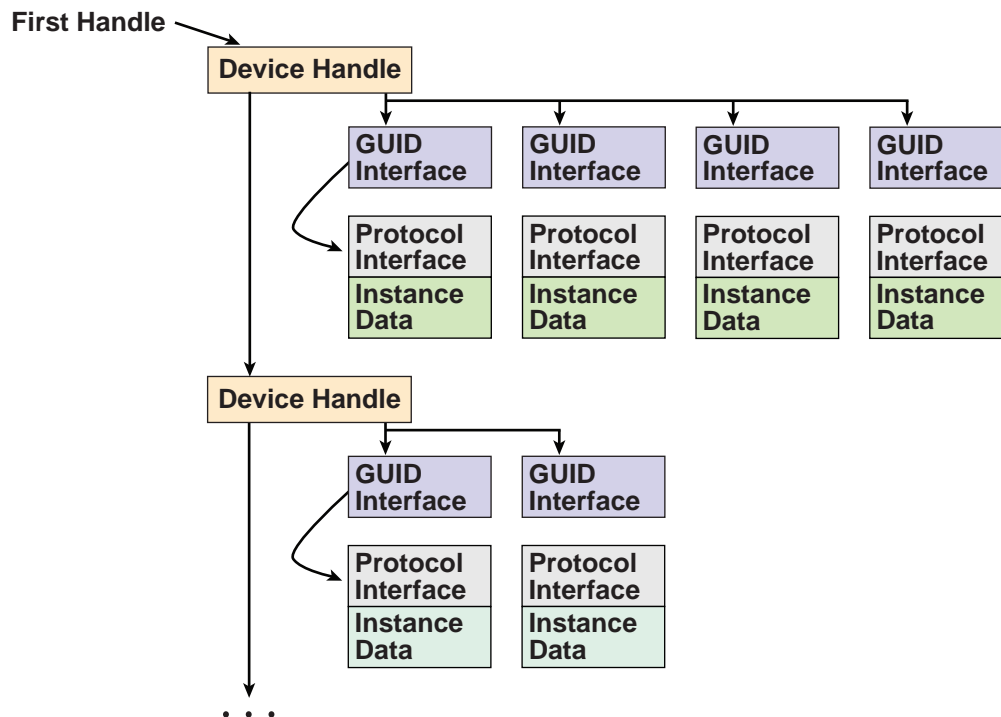 First Handle
Device Handle
GUID Interface
GUID Interface
GUID Interface
GUID Interface
Protocol Interface
Protocol Interface
Protocol Interface
Protocol Interface
Instance Data
Instance Data
Instance Data
Instance Data
Device Handle
GUID Interface
GUID Interface
Protocol Interface
Protocol Interface
Instance Data
Instance Data
. . .